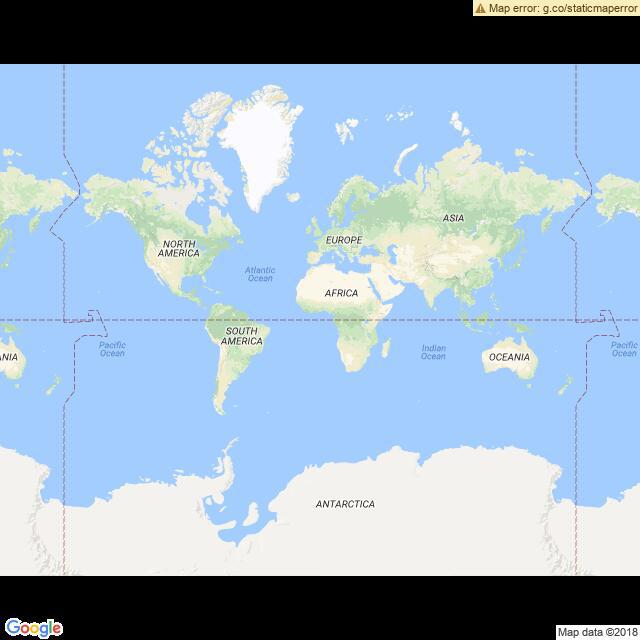 Map error: g.co/staticmaperror
ASIA
EUROPE
NORTH
AMERICA
Atlantic
Ocean
AFRICA
SOUTH
AMERICA
Pacific
Ocean
Indian
Ocean
Pacific
Ocean
NIA
OCEANIA
ANTARCTICA
Google
Map data ©2018